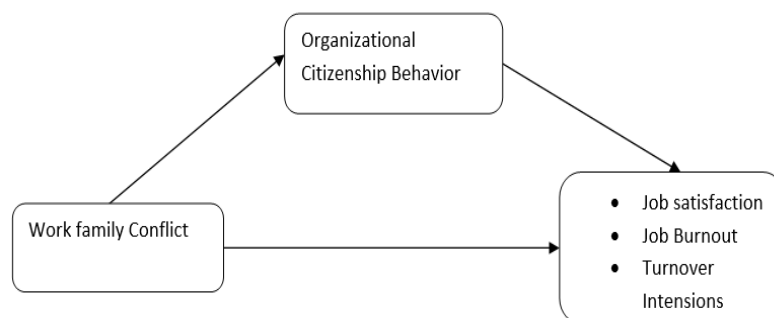 Organizational
Citizenship Behavior
Work family Conflict
• Job satisfaction
• Job Burnout
• Turnover
Intensions